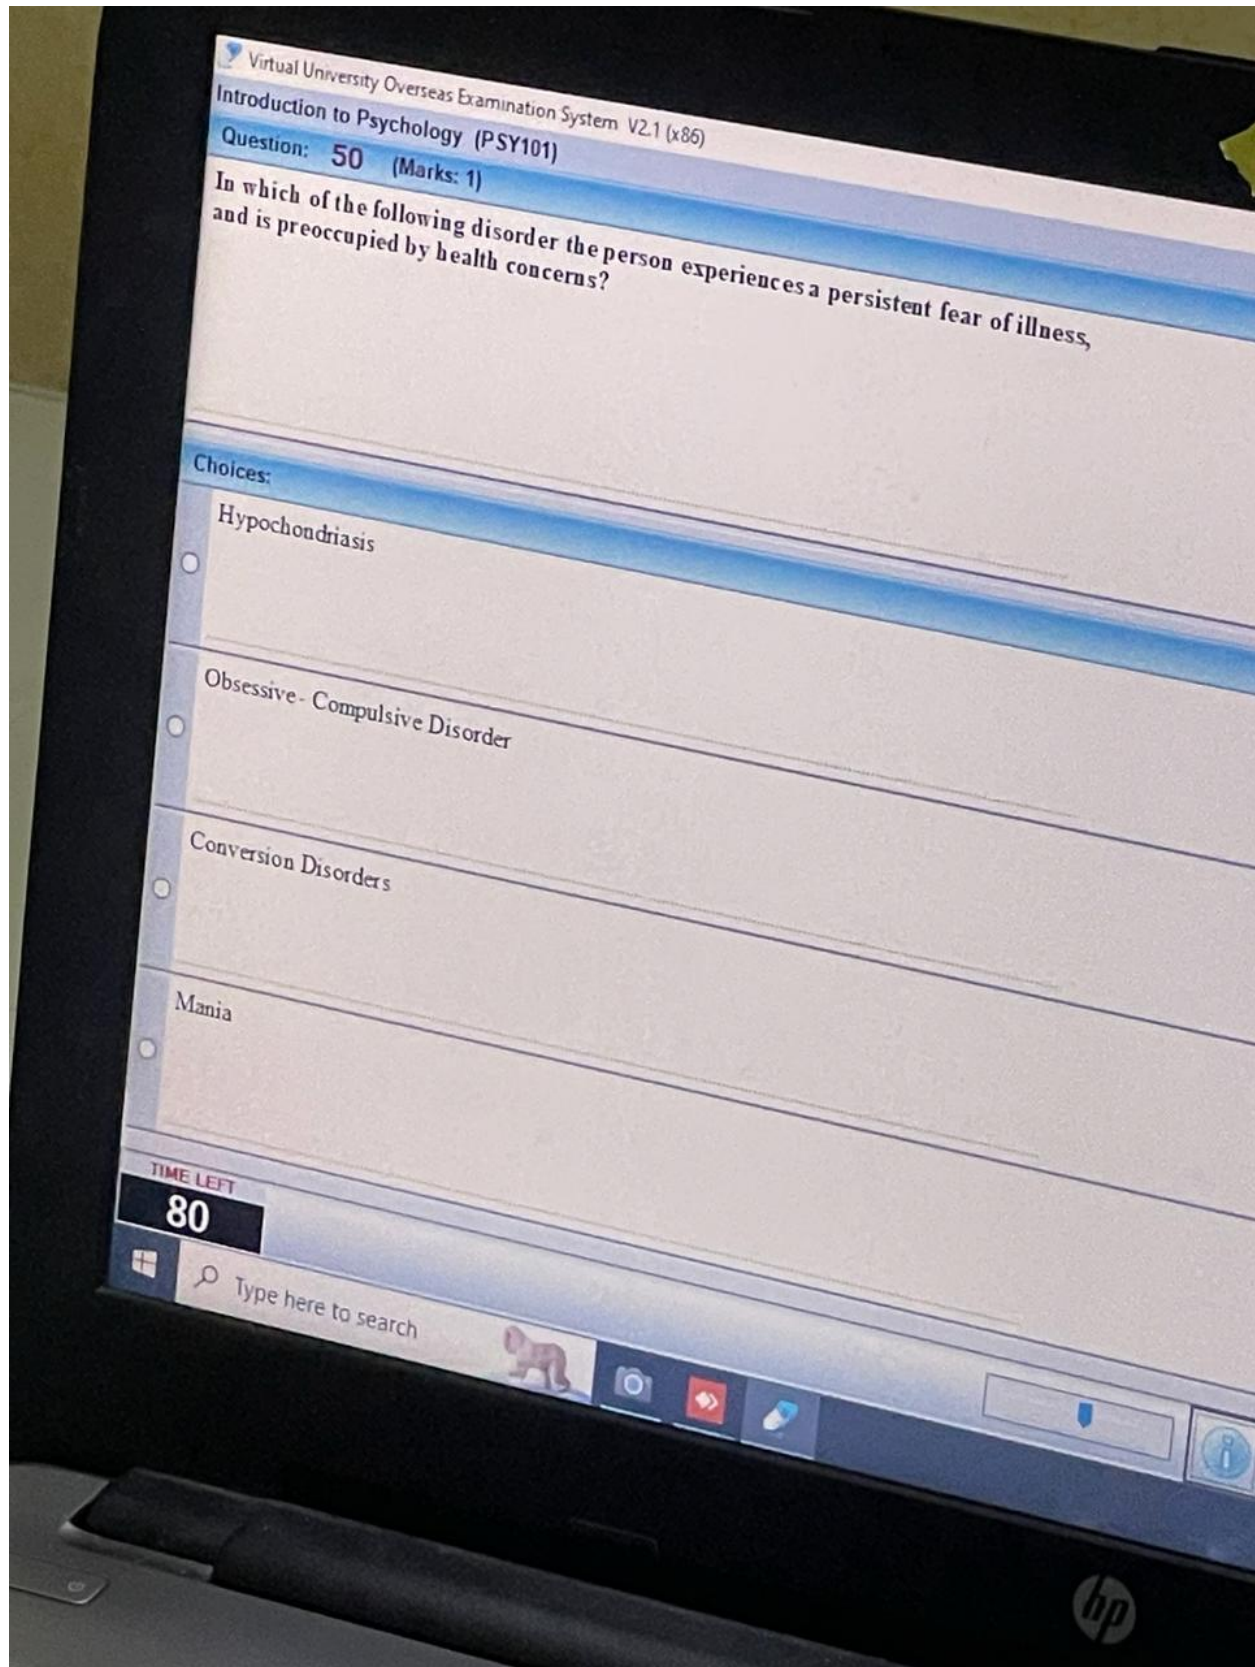 Virtual University Overseas Examination System V2.1 (x86)
Introduction to Psychology (PSY101)
Question: 50 (Marks: 1)
In which of the following disorder the person experiences a persistent fear of illness,
and is preoccupied by health concerns?
Choices:
Hypochondriasis
Obsessive - Compulsive Disorder
Conversion Disorders
Mania
TIME LEFT
80
Type here to search
hp